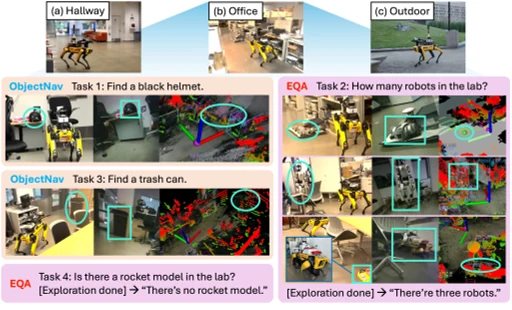 (a) Hallway
(b) Office
(c) Outdoor
ObjectNav Task 1: Find a black helmet.
ObjectNav Task 3: Find a trash can.
EQA Task 4: Is there a rocket model in the lab?
[Exploration done] → “There's no rocket model.”
EQA Task 2: How many robots in the lab?
[Exploration done] → “There're three robots.”